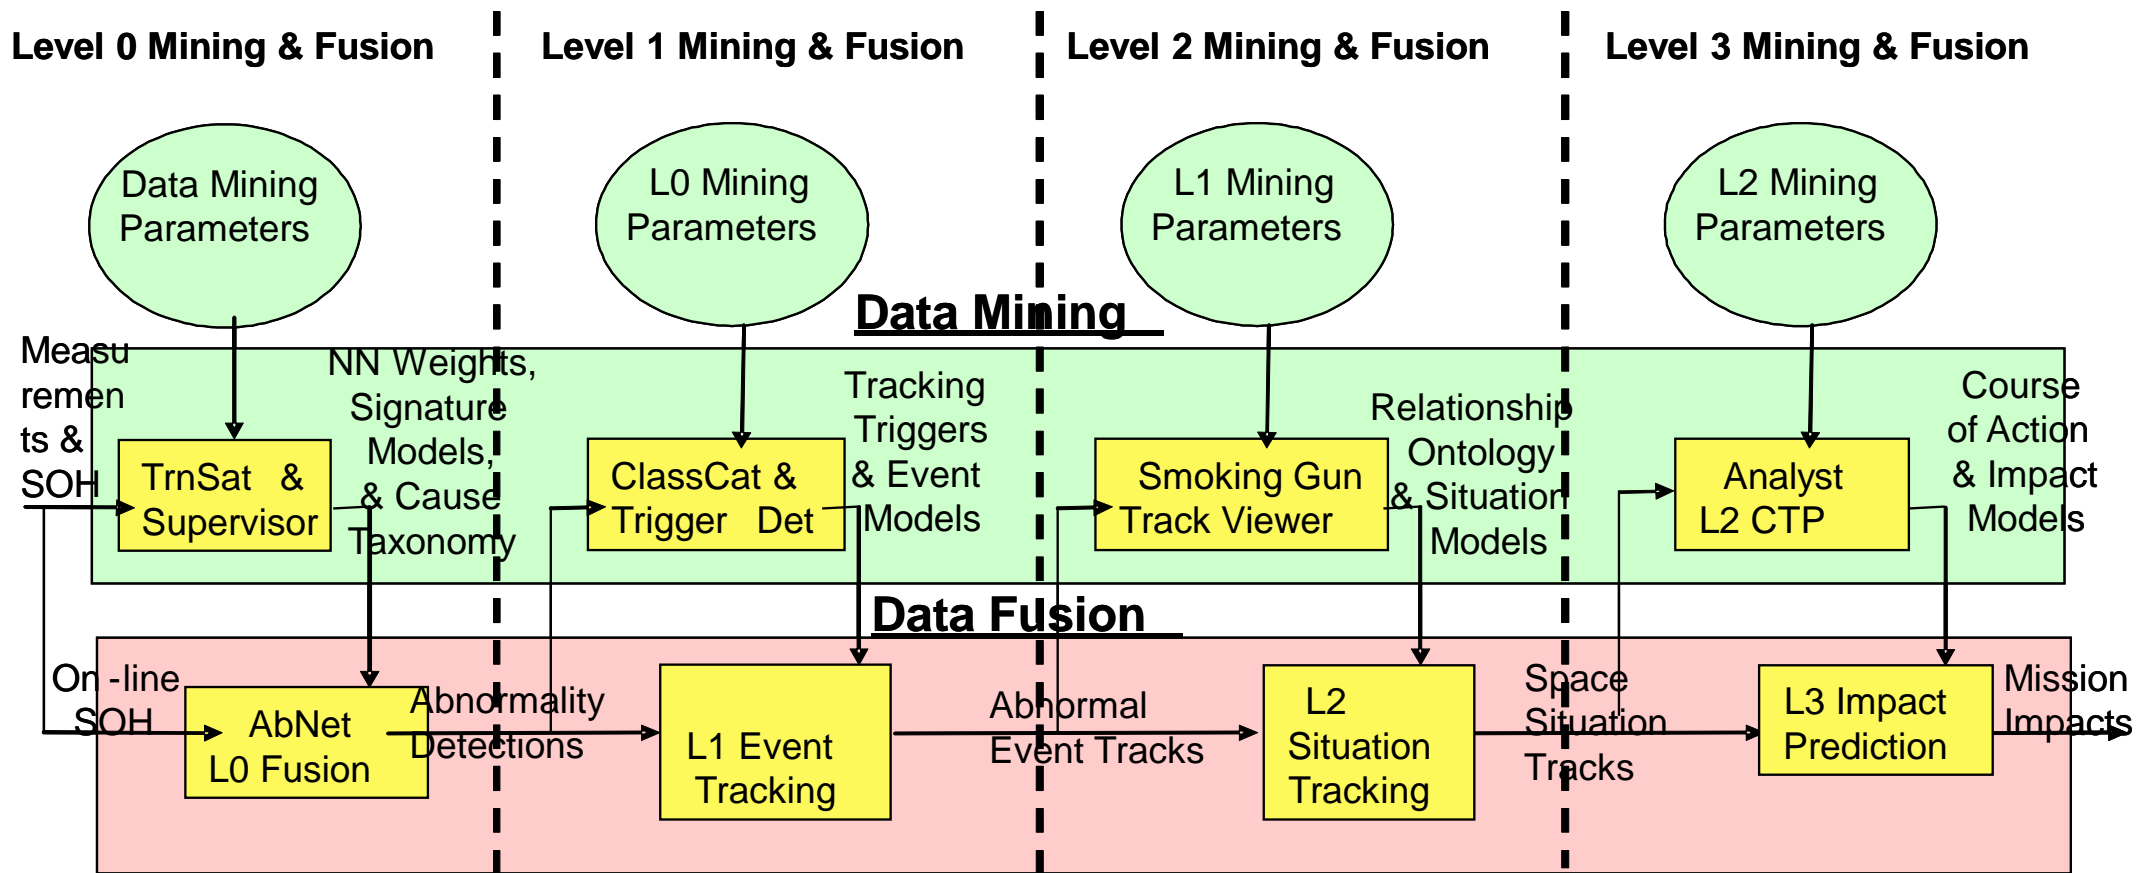 Level 0 Mining & Fusion
Level 1 Mining & Fusion
Level 2 Mining & Fusion
Level 3 Mining & Fusion
Data Mining
Parameters
L0 Mining
Parameters
L1 Mining
Parameters
L2 Mining
Parameters
Data Mining
Measu
remen
ts &
SOH
TrnSat &
Supervisor
NN Weights,
Signature
Models,
& Cause
Taxonomy
ClassCat &
Trigger Det
Tracking
Triggers
& Event
Models
Smoking Gun
Track Viewer
Relationship
Ontology
& Situation
Models
Analyst
L2 CTP
Course
of Action
& Impact
Models
Data Fusion
On -line
SOH
AbNet
L0 Fusion
Abnormality
Detections
L1 Event
Tracking
Abnormal
Event Tracks
L2
Situation
Tracking
Space
Situation
Tracks
L3 Impact
Prediction
Mission
Impacts